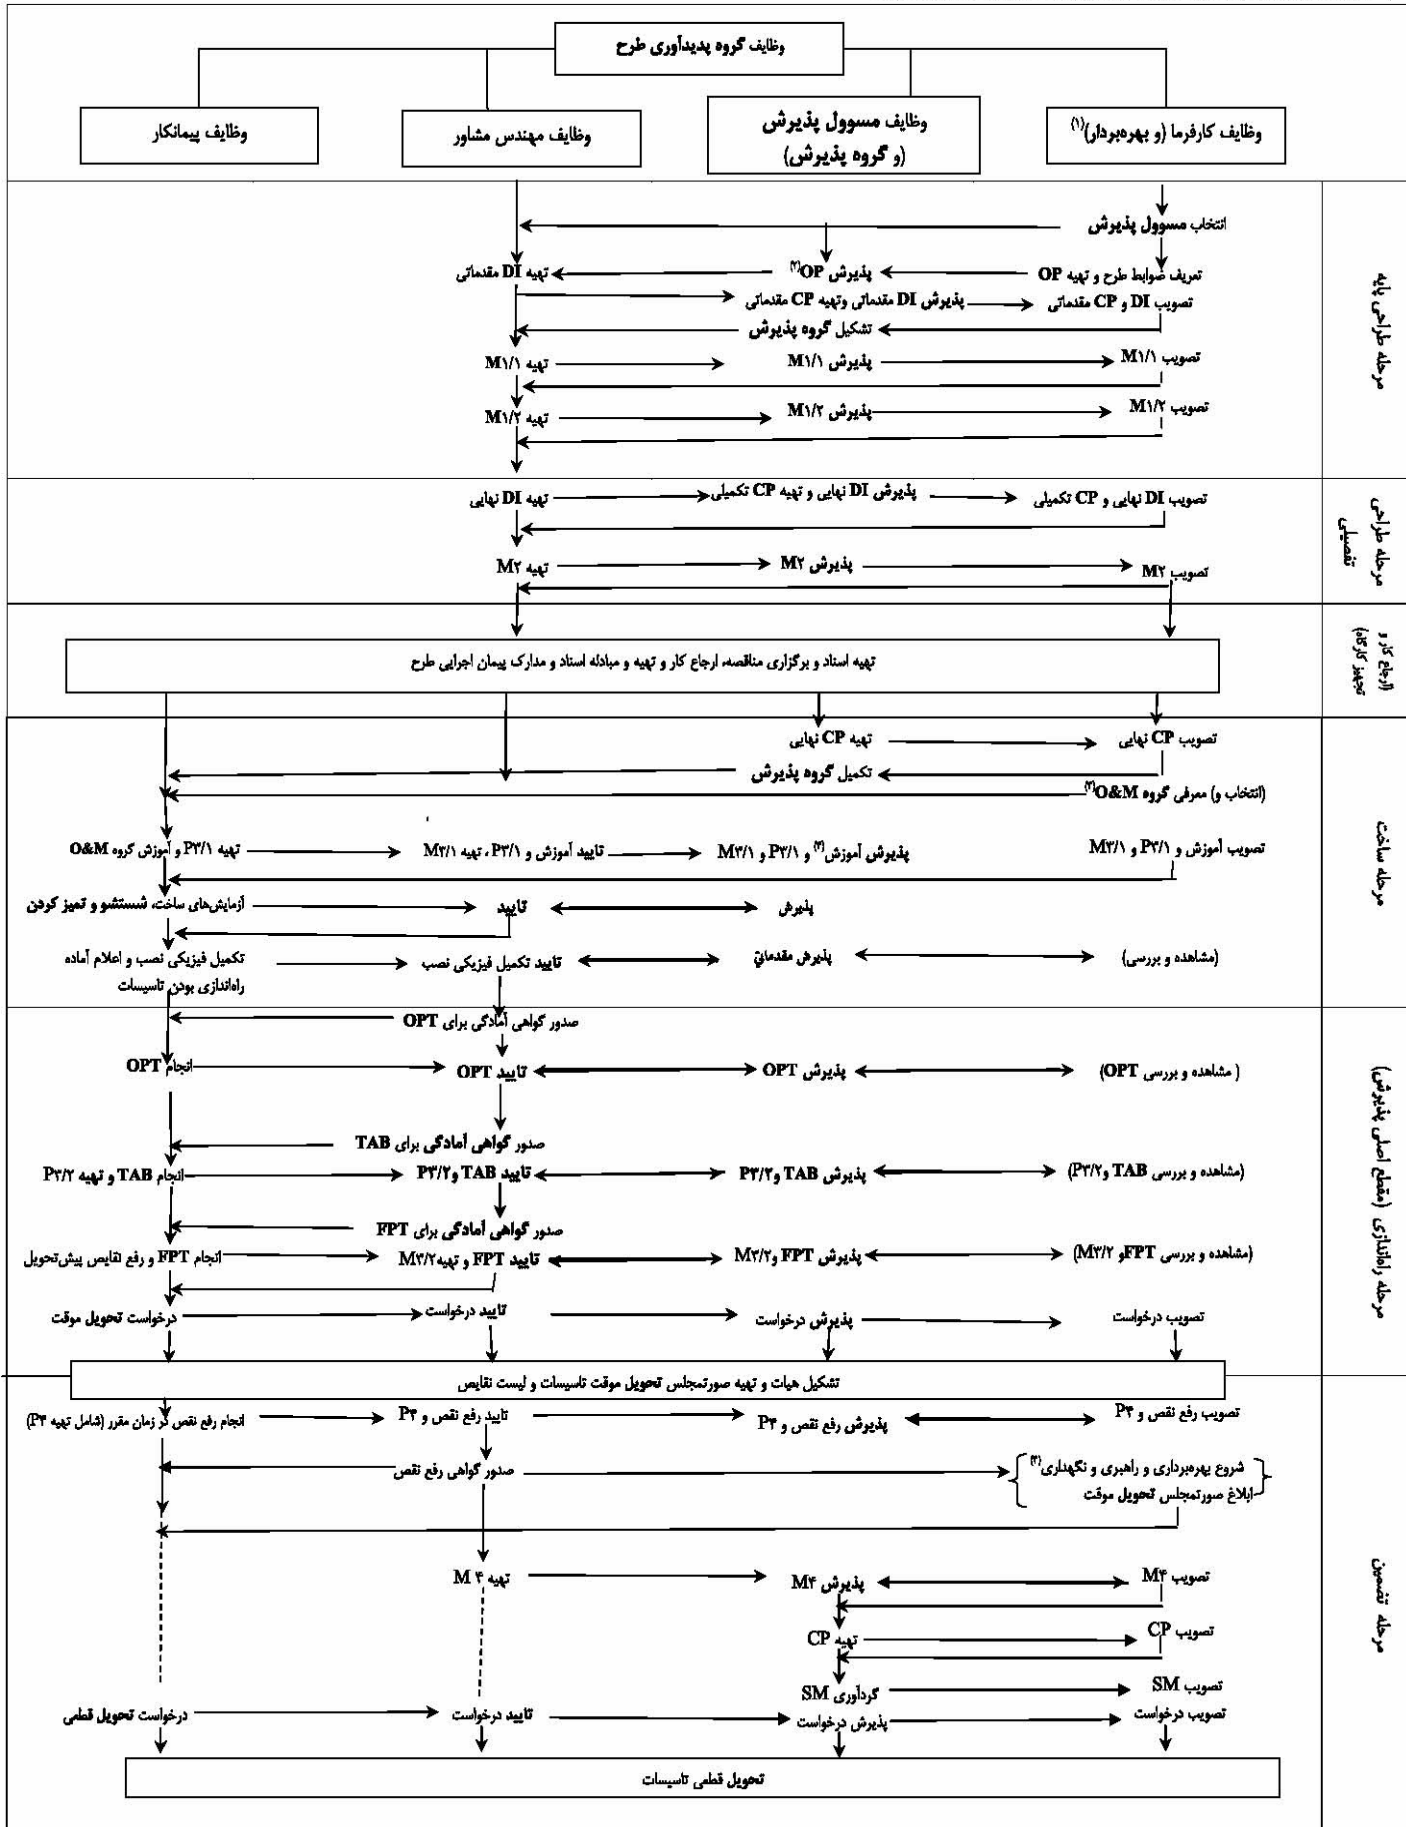 وظایف گروه پدیدآوری طرح
وظایف کارفرما (و بهره‌بردار)(۱)
وظایف مسوول پذیرش
(و گروه پذیرش)
وظایف مهندس مشاور
وظایف پیمانکار
مرحله طراحی پایه
انتخاب مسوول پذیرش
تعریف ضوابط طرح و تهیه OP
پذیرش OP(۲)
تهیه DI مقدماتی
تصویب DI و CP مقدماتی
پذیرش DI مقدماتی وتهیه CP مقدماتی
تشکیل گروه پذیرش
تصویب M۱/۱
پذیرش M۱/۱
تهیه M۱/۱
تصویب M۱/۲
پذیرش M۱/۲
تهیه M۱/۲
مرحله طراحی
تفصیلی
تصویب DI نهایی و CP تکمیلی
پذیرش DI نهایی و تهیه CP تکمیلی
تهیه DI نهایی
تصویب M۲
پذیرش M۲
تهیه M۲
(ارجاع کار و
تجهیز کارگاه)
تهیه اسناد و برگزاری مناقصه، ارجاع کار و تهیه و مبادله اسناد و مدارک پیمان اجرایی طرح
مرحله ساخت
تصویب CP نهایی
تهیه CP نهایی
تکمیل گروه پذیرش
(انتخاب و) معرفی گروه O&M(۳)
تصویب آموزش و P۳/۱ و M۳/۱
پذیرش آموزش(۳) و P۳/۱ و M۳/۱
تایید آموزش و P۳/۱ ، تهیه M۳/۱
تهیه P۳/۱ و آموزش گروه O&M
پذیرش
تایید
آزمایش‌های ساخت، شستشو و تمیز کردن
(مشاهده و بررسی)
پذیرش مقدماتی
تایید تکمیل فیزیکی نصب
تکمیل فیزیکی نصب و اعلام آماده
راه‌اندازی بودن تاسیسات
مرحله راه‌اندازی (مقطع اصلی پذیرش)
صدور گواهی آمادگی برای OPT
( مشاهده و بررسی OPT)
پذیرش OPT
تایید OPT
انجام OPT
صدور گواهی آمادگی برای TAB
(مشاهده و بررسی TAB و P۳/۲)
پذیرش TAB و P۳/۲
تایید TAB و P۳/۲
انجام TAB و تهیه P۳/۲
صدور گواهی آمادگی برای FPT
(مشاهده و بررسی FPT و M۳/۲)
پذیرش FPT و M۳/۲
تایید FPT و تهیه M۳/۲
انجام FPT و رفع نقایص پیش‌تحویل
تصویب درخواست
پذیرش درخواست
تایید درخواست
درخواست تحویل موقت
تشکیل هیات و تهیه صورتمجلس تحویل موقت تاسیسات و لیست نقایص
مرحله تضمین
تصویب رفع نقص و P۴
پذیرش رفع نقص و P۴
تایید رفع نقص و P۴
انجام رفع نقص در زمان مقرر (شامل تهیه P۴)
شروع بهره‌برداری و راهبری و نگهداری(۴)
ابلاغ صورتمجلس تحویل موقت
صدور گواهی رفع نقص
تصویب M۴
پذیرش M۴
تهیه M ۴
تصویب CP
تهیه CP
تصویب SM
گردآوری SM
تصویب درخواست
پذیرش درخواست
تایید درخواست
درخواست تحویل قطعی
تحویل قطعی تاسیسات